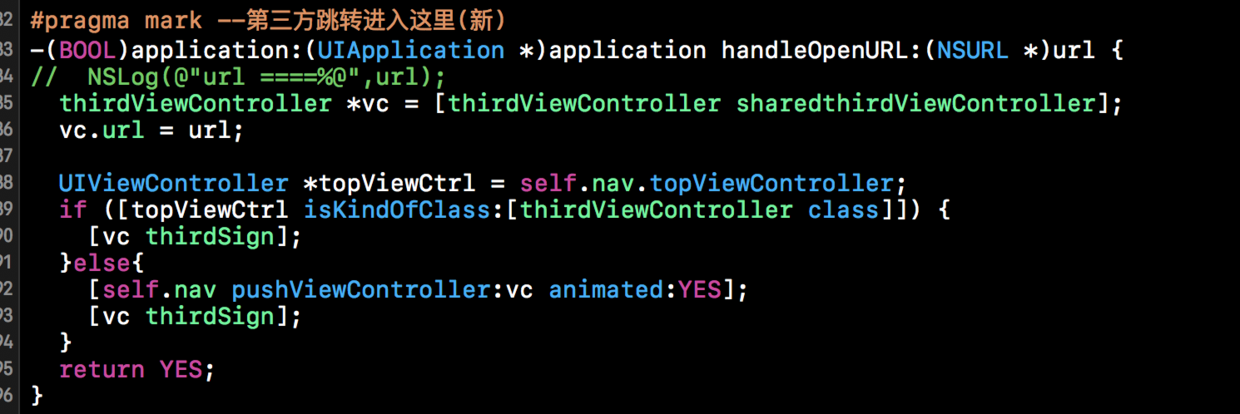 82 #pragma mark --第三方跳转进入这里(新)
83 -(BOOL)application:(UIApplication *)application handleOpenURL:(NSURL *)url {
84 //  NSLog(@"url ====%@",url);
85   thirdViewController *vc = [thirdViewController sharedthirdViewController];
86   vc.url = url;
87
88   UIViewController *topViewCtrl = self.nav.topViewController;
89   if ([topViewCtrl isKindOfClass:[thirdViewController class]]) {
90     [vc thirdSign];
91   }else{
92     [self.nav pushViewController:vc animated:YES];
93     [vc thirdSign];
94   }
95   return YES;
96 }